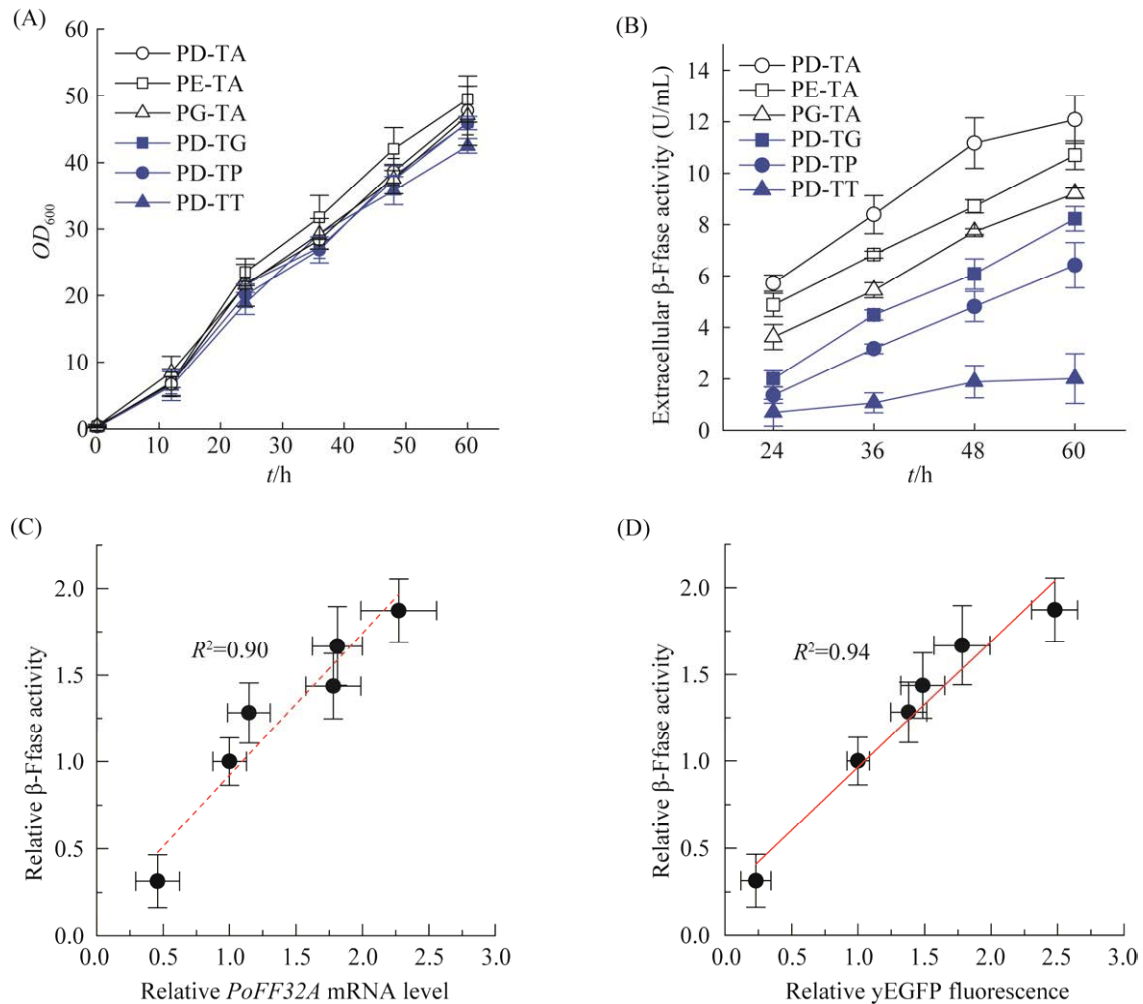 (A)
60
50
40
30
20
10
0
OD600
PD-TA
PE-TA
PG-TA
PD-TG
PD-TP
PD-TT
0 10 20 30 40 50 60
t/h
(B)
14
12
10
8
6
4
2
0
Extracellular β-Ffase activity (U/mL)
PD-TA
PE-TA
PG-TA
PD-TG
PD-TP
PD-TT
24 36 48 60
t/h
(C)
2.0
1.5
1.0
0.5
0.0
Relative β-Ffase activity
R²=0.90
0.0 0.5 1.0 1.5 2.0 2.5 3.0
Relative PoFF32A mRNA level
(D)
2.0
1.5
1.0
0.5
0.0
Relative β-Ffase activity
R²=0.94
0.0 0.5 1.0 1.5 2.0 2.5 3.0
Relative yEGFP fluorescence